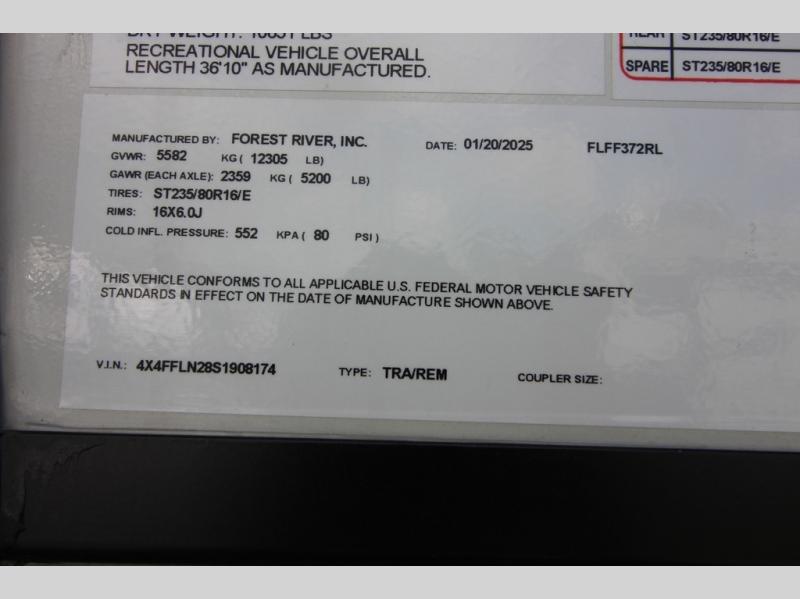 RECREATIONAL VEHICLE OVERALL
LENGTH 36'10" AS MANUFACTURED.
REAR ST235/80R16/E
SPARE ST235/80R16/E
MANUFACTURED BY: FOREST RIVER, INC. DATE: 01/20/2025 FLFF372RL
GVWR: 5582 KG ( 12305 LB)
GAWR (EACH AXLE): 2359 KG ( 5200 LB)
TIRES: ST235/80R16/E
RIMS: 16X6.0J
COLD INFL. PRESSURE: 552 KPA ( 80 PSI )
THIS VEHICLE CONFORMS TO ALL APPLICABLE U.S. FEDERAL MOTOR VEHICLE SAFETY
STANDARDS IN EFFECT ON THE DATE OF MANUFACTURE SHOWN ABOVE.
V.I.N.: 4X4FFLN28S1908174 TYPE: TRA/REM COUPLER SIZE: